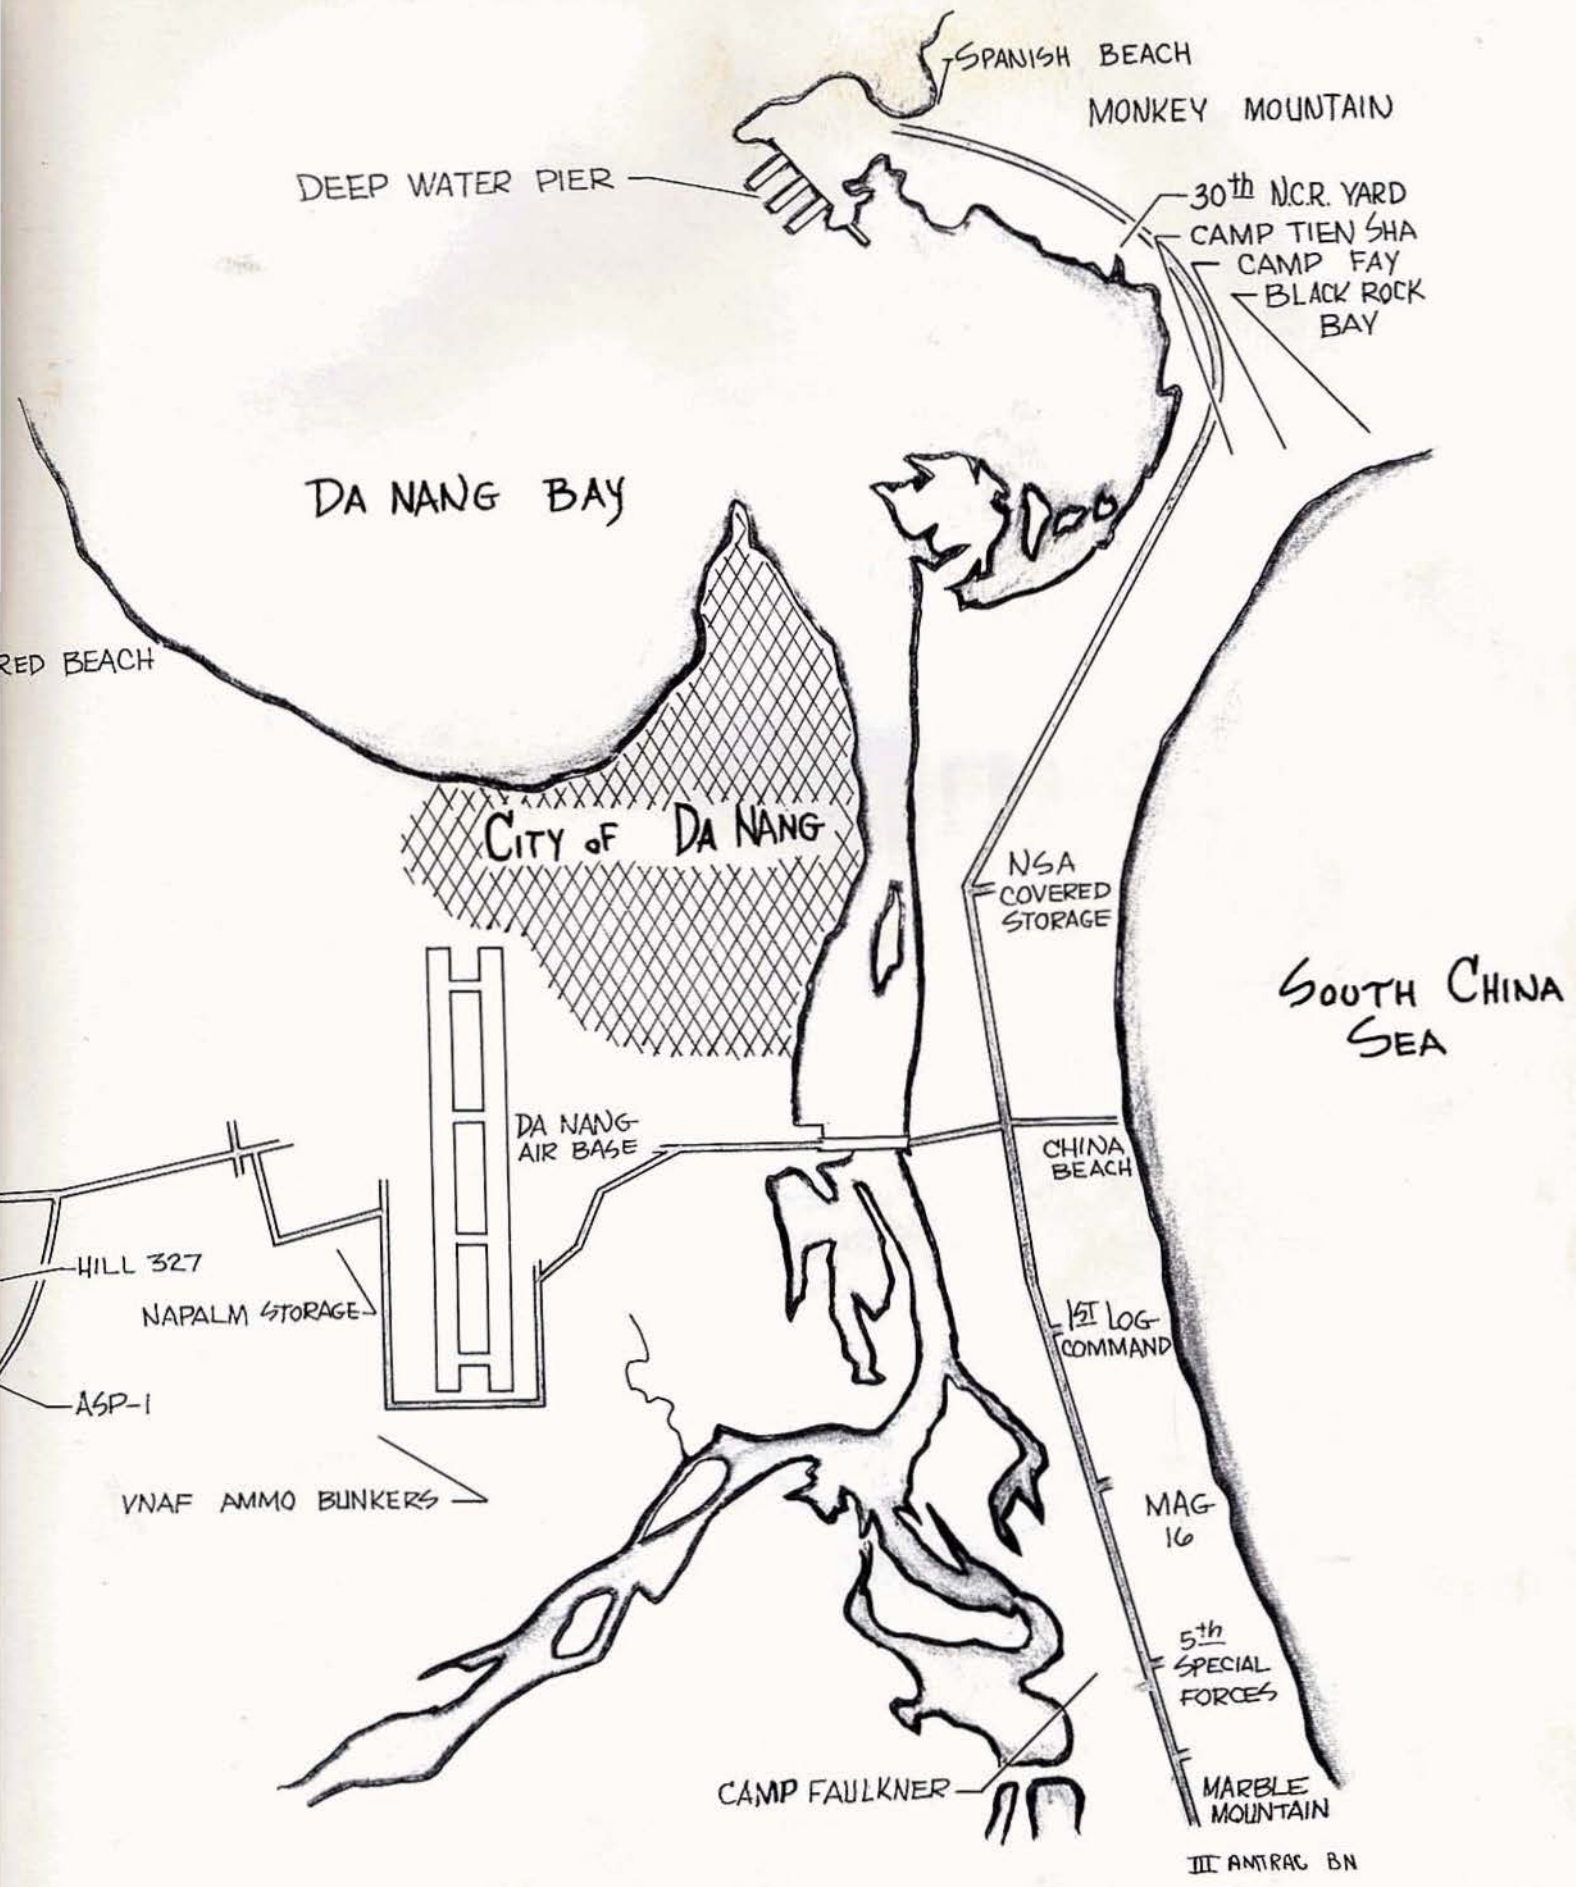 SPANISH BEACH
MONKEY MOUNTAIN
DEEP WATER PIER
30th N.C.R. YARD
CAMP TIEN SHA
CAMP FAY
BLACK ROCK
BAY
DA NANG BAY
RED BEACH
CITY OF DA NANG
NSA
COVERED
STORAGE
SOUTH CHINA
SEA
DA NANG
AIR BASE
CHINA
BEACH
HILL 327
NAPALM STORAGE
1ST LOG
COMMAND
ASP-1
VNAF AMMO BUNKERS
MAG
16
5th
SPECIAL
FORCES
CAMP FAULKNER
MARBLE
MOUNTAIN
III AMTRAC BN